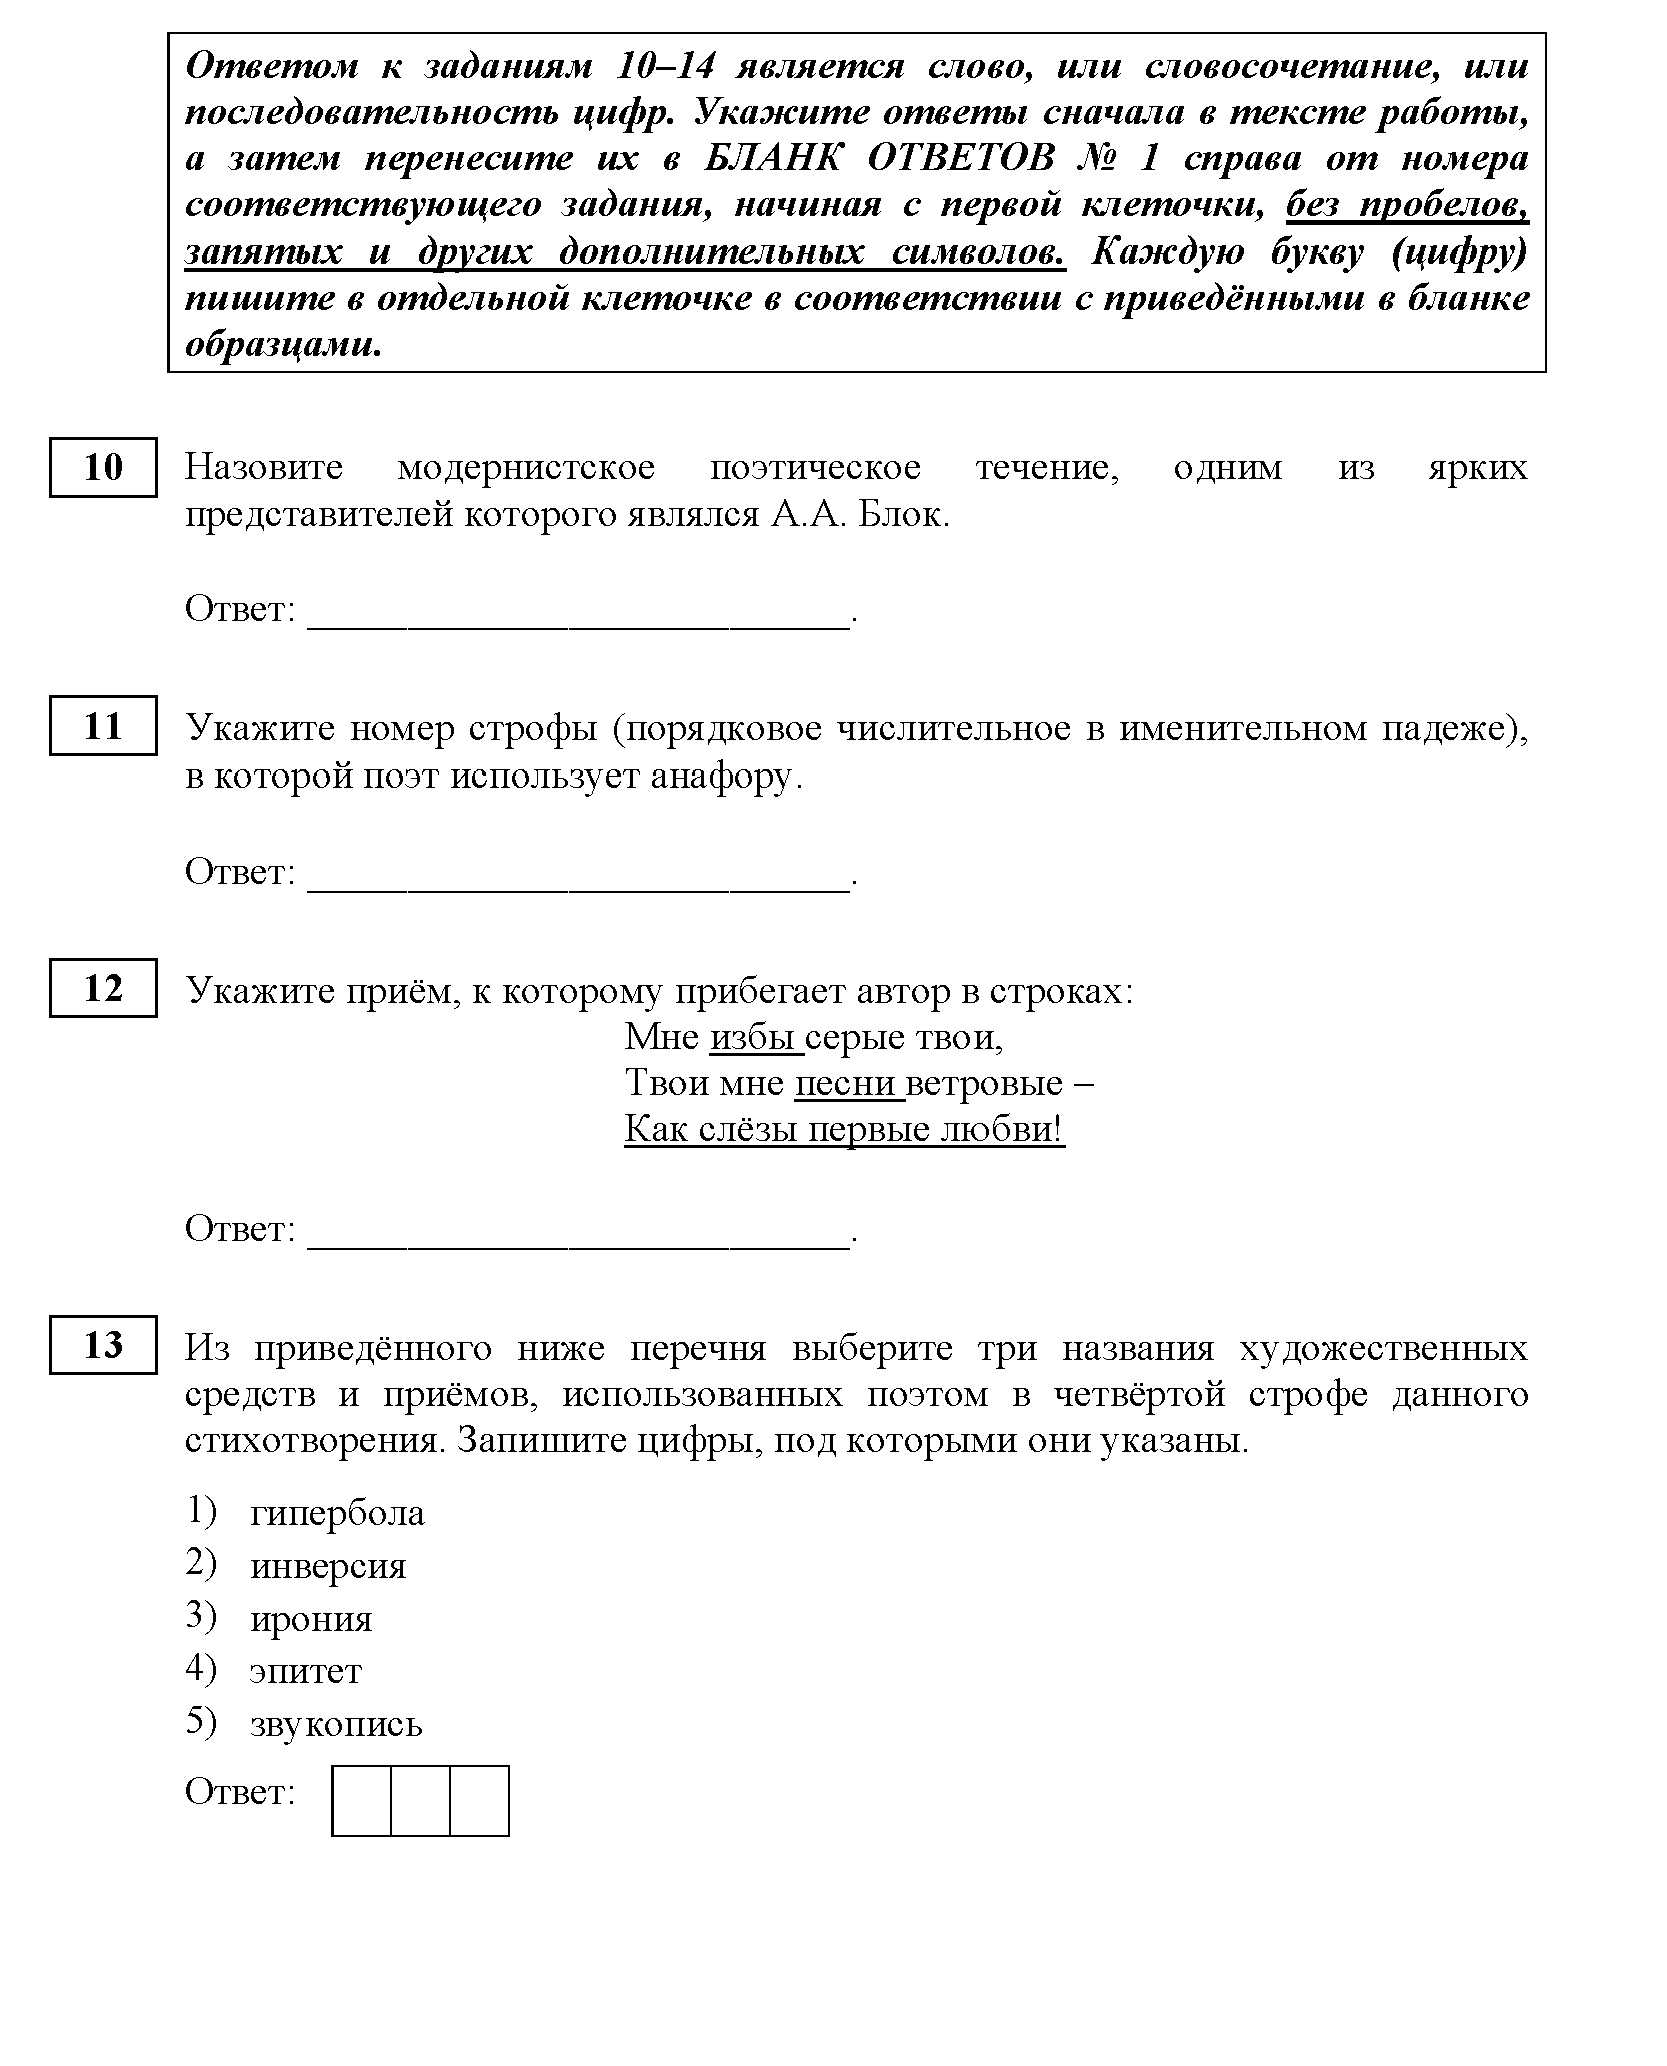 Ответом к заданиям 10–14 является слово, или словосочетание, или
последовательность цифр. Укажите ответы сначала в тексте работы,
а затем перенесите их в БЛАНК ОТВЕТОВ № 1 справа от номера
соответствующего задания, начиная с первой клеточки, без пробелов,
запятых и других дополнительных символов. Каждую букву (цифру)
пишите в отдельной клеточке в соответствии с приведёнными в бланке
образцами.
10 Назовите модернистское поэтическое течение, одним из ярких
представителей которого являлся А.А. Блок.
Ответ: ___________________________.
11 Укажите номер строфы (порядковое числительное в именительном падеже),
в которой поэт использует анафору.
Ответ: ___________________________.
12 Укажите приём, к которому прибегает автор в строках:
Мне избы серые твои,
Твои мне песни ветровые –
Как слёзы первые любви!
Ответ: ___________________________.
13 Из приведённого ниже перечня выберите три названия художественных
средств и приёмов, использованных поэтом в четвёртой строфе данного
стихотворения. Запишите цифры, под которыми они указаны.
1) гипербола
2) инверсия
3) ирония
4) эпитет
5) звукопись
Ответ: